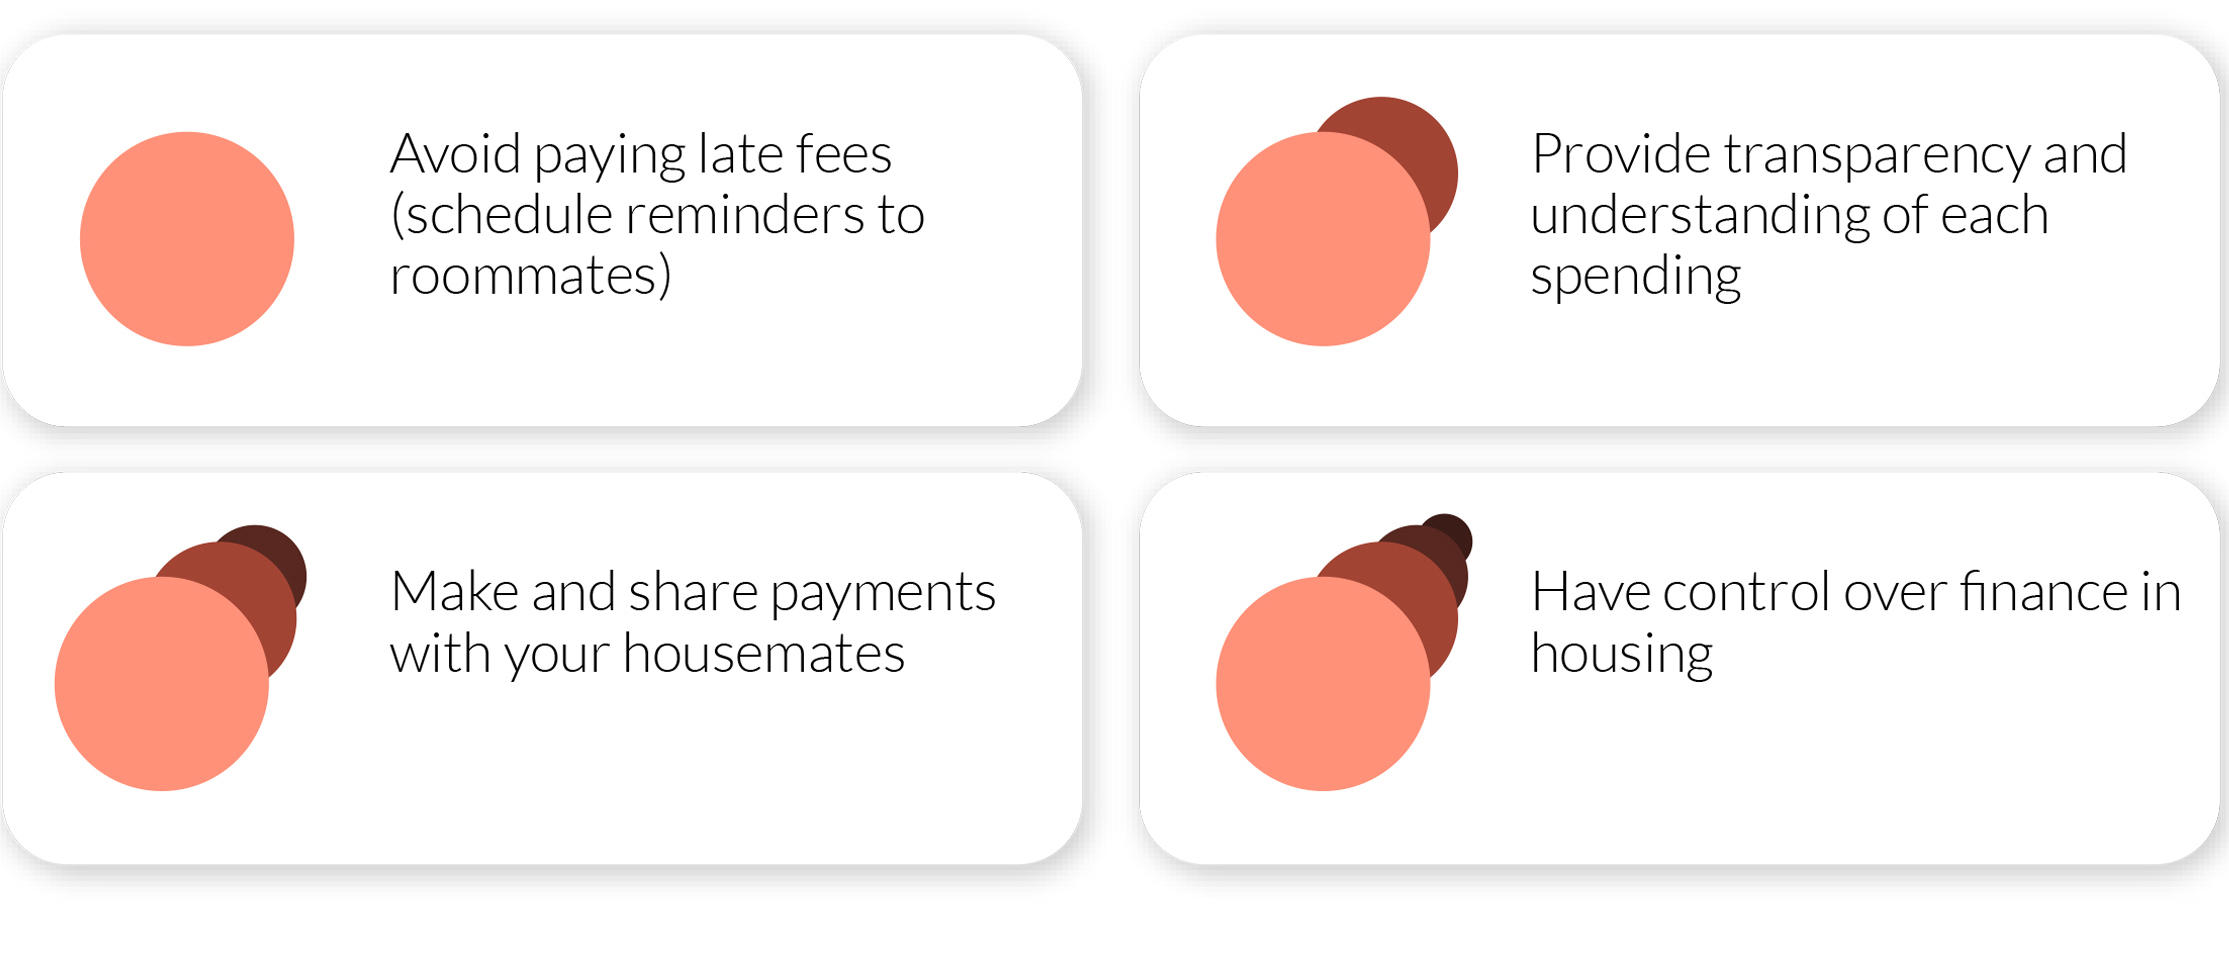 Avoid paying late fees
(schedule reminders to
roommates)
Provide transparency and
understanding of each
spending
Make and share payments
with your housemates
Have control over finance in
housing